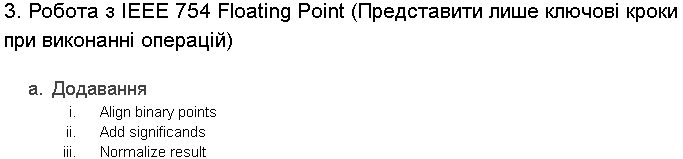 3. Робота з IEEE 754 Floating Point (Представити лише ключові кроки
при виконанні операцій)
a. Додавання
i. Align binary points
ii. Add significands
iii. Normalize result